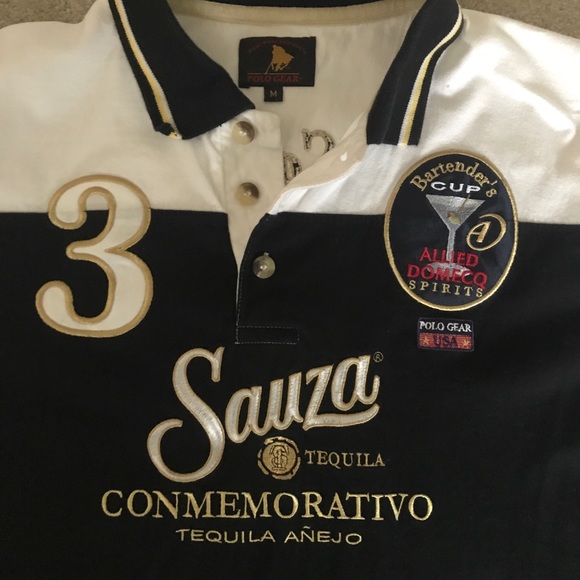 POLO GEAR
M
3
Bartender's
CUP
ALLIED
DOMECQ
SPIRITS
POLO GEAR
USA
Sauza®
TEQUILA
CONMEMORATIVO
TEQUILA AÑEJO